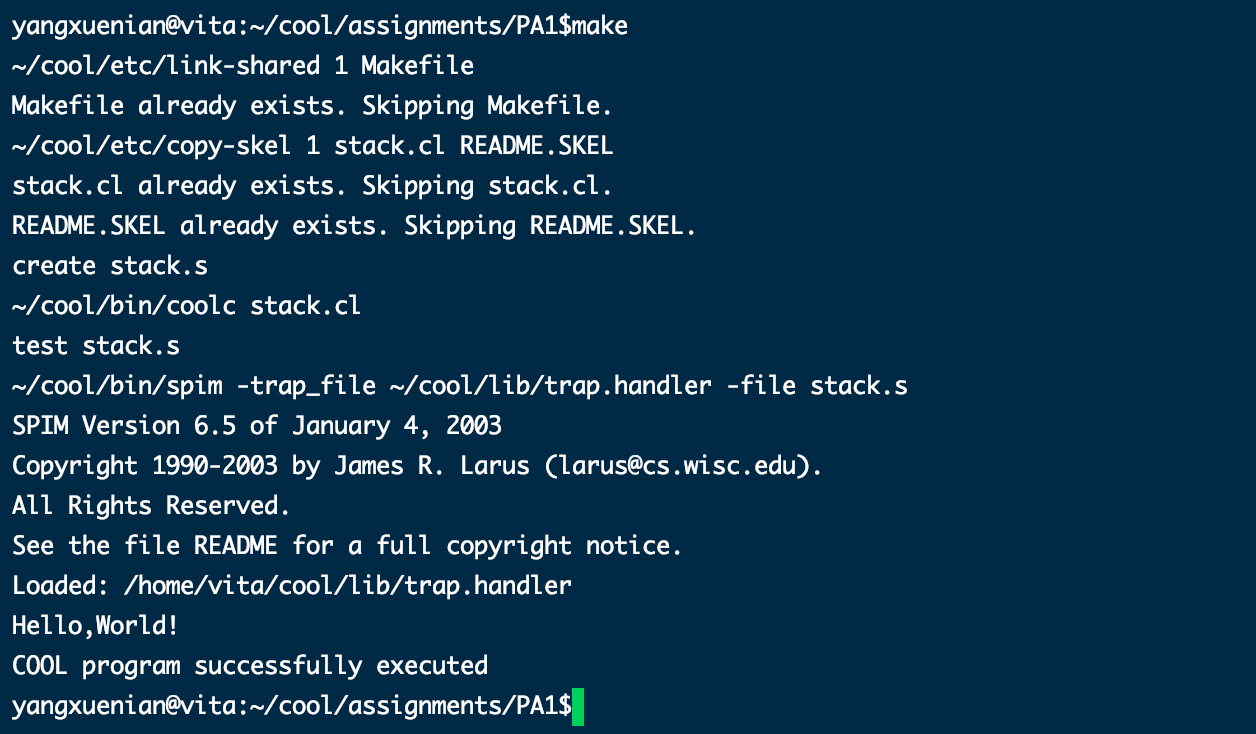 yangxuenian@vita:~/cool/assignments/PA1$make
~/cool/etc/link-shared 1 Makefile
Makefile already exists. Skipping Makefile.
~/cool/etc/copy-skel 1 stack.cl README.SKEL
stack.cl already exists. Skipping stack.cl.
README.SKEL already exists. Skipping README.SKEL.
create stack.s
~/cool/bin/coolc stack.cl
test stack.s
~/cool/bin/spim -trap_file ~/cool/lib/trap.handler -file stack.s
SPIM Version 6.5 of January 4, 2003
Copyright 1990-2003 by James R. Larus (larus@cs.wisc.edu).
All Rights Reserved.
See the file README for a full copyright notice.
Loaded: /home/vita/cool/lib/trap.handler
Hello,World!
COOL program successfully executed
yangxuenian@vita:~/cool/assignments/PA1$